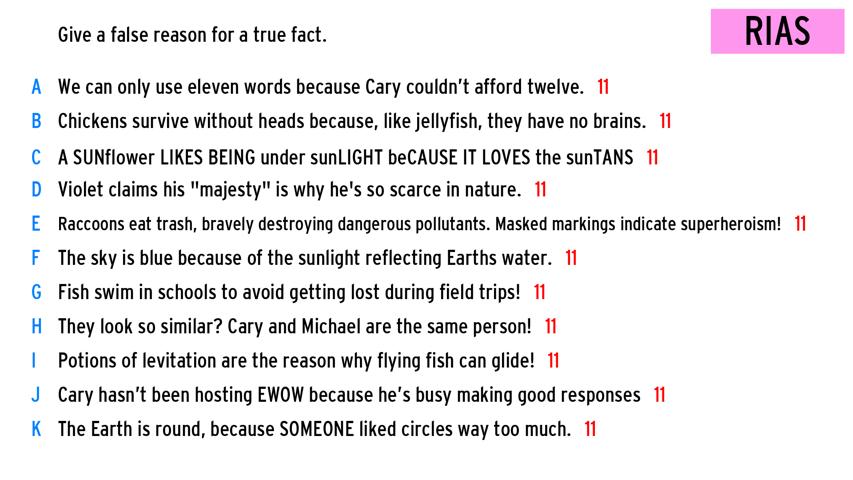 Give a false reason for a true fact.
RIAS
A We can only use eleven words because Cary couldn't afford twelve. 11
B Chickens survive without heads because, like jellyfish, they have no brains. 11
C A SUNflower LIKES BEING under sunLIGHT beCAUSE IT LOVES the sunTANS 11
D Violet claims his "majesty" is why he's so scarce in nature. 11
E Raccoons eat trash, bravely destroying dangerous pollutants. Masked markings indicate superheroism! 11
F The sky is blue because of the sunlight reflecting Earths water. 11
G Fish swim in schools to avoid getting lost during field trips! 11
H They look so similar? Cary and Michael are the same person! 11
I Potions of levitation are the reason why flying fish can glide! 11
J Cary hasn't been hosting EWOW because he's busy making good responses 11
K The Earth is round, because SOMEONE liked circles way too much. 11